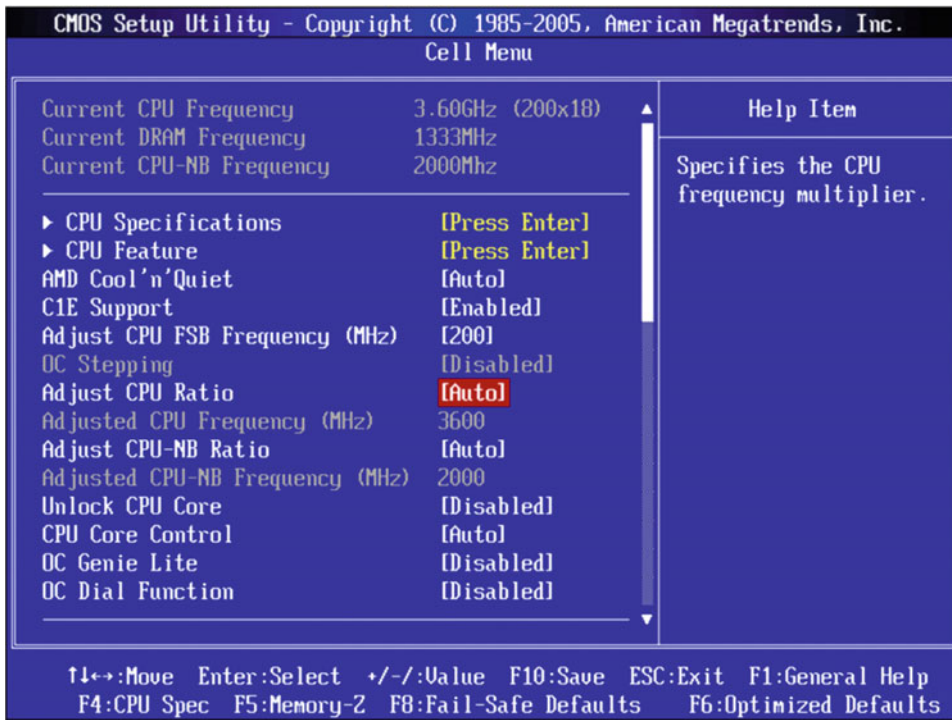 CMOS Setup Utility - Copyright (C) 1985-2005, American Megatrends, Inc.
Cell Menu
Current CPU Frequency 3.60GHz (200x18)
Current DRAM Frequency 1333MHz
Current CPU-NB Frequency 2000Mhz
▶ CPU Specifications [Press Enter]
▶ CPU Feature [Press Enter]
AMD Cool'n'Quiet [Auto]
C1E Support [Enabled]
Adjust CPU FSB Frequency (MHz) [200]
OC Stepping [Disabled]
Adjust CPU Ratio [Auto]
Adjusted CPU Frequency (MHz) 3600
Adjust CPU-NB Ratio [Auto]
Adjusted CPU-NB Frequency (MHz) 2000
Unlock CPU Core [Disabled]
CPU Core Control [Auto]
OC Genie Lite [Disabled]
OC Dial Function [Disabled]
Help Item
Specifies the CPU
frequency multiplier.
↑↓←→:Move Enter:Select +/-/:Value F10:Save ESC:Exit F1:General Help
F4:CPU Spec F5:Memory-Z F8:Fail-Safe Defaults F6:Optimized Defaults